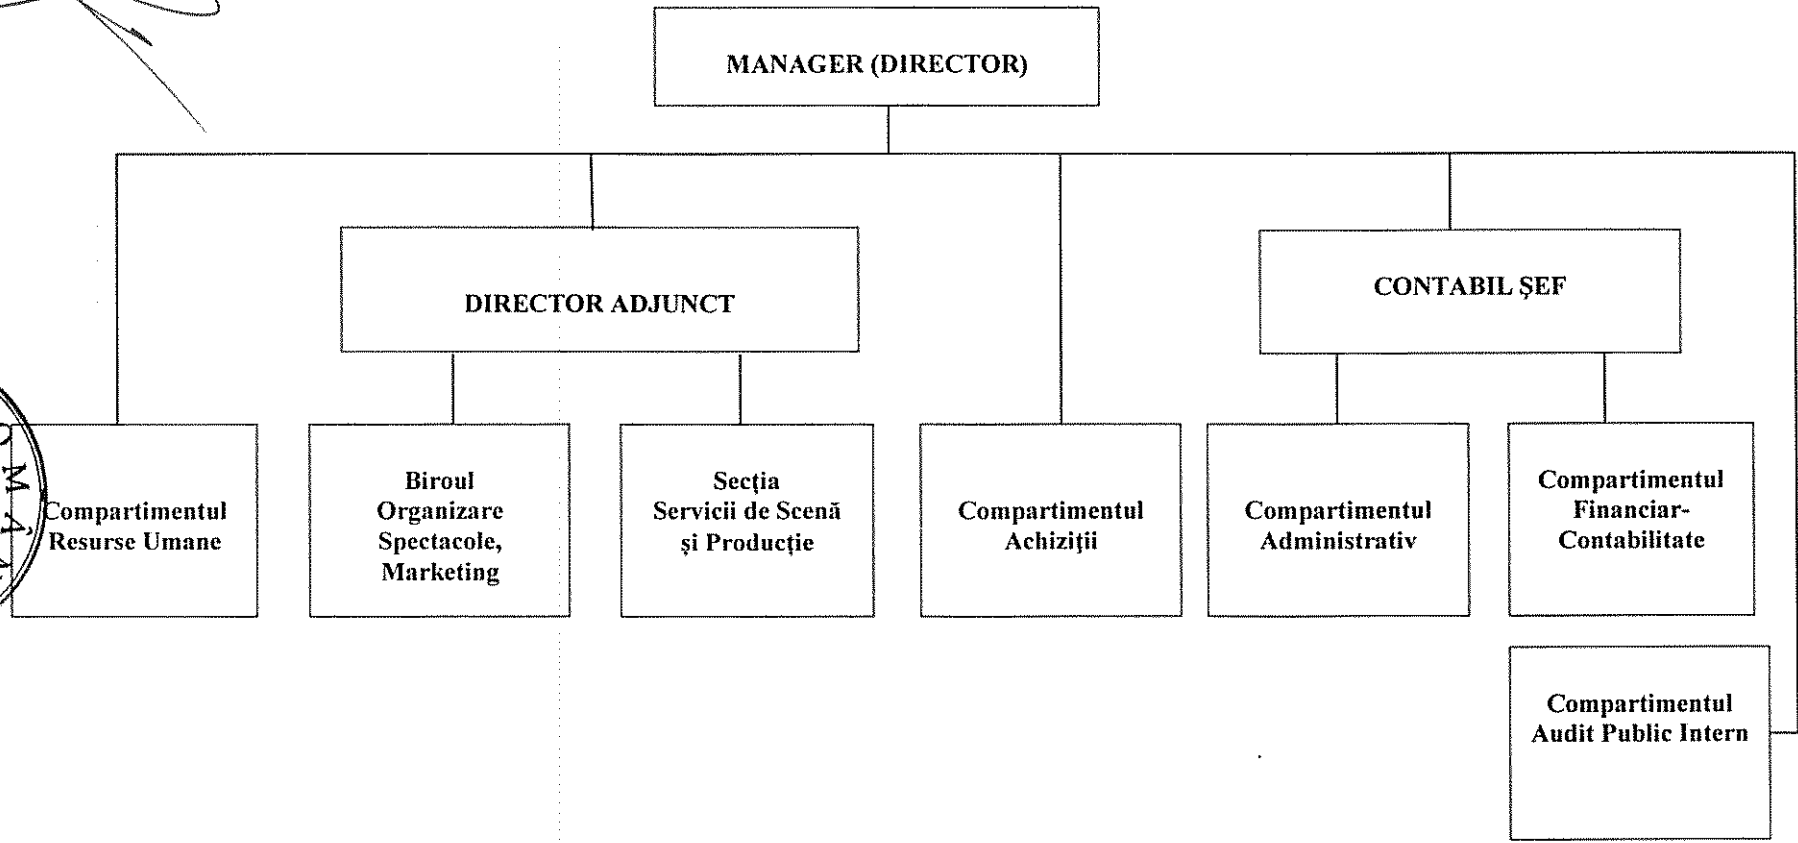 MANAGER (DIRECTOR)
DIRECTOR ADJUNCT
CONTABIL ŞEF
Compartimentul
Resurse Umane
Biroul
Organizare
Spectacole,
Marketing
Secţia
Servicii de Scenă
şi Producţie
Compartimentul
Achiziţii
Compartimentul
Administrativ
Compartimentul
Financiar-
Contabilitate
Compartimentul
Audit Public Intern